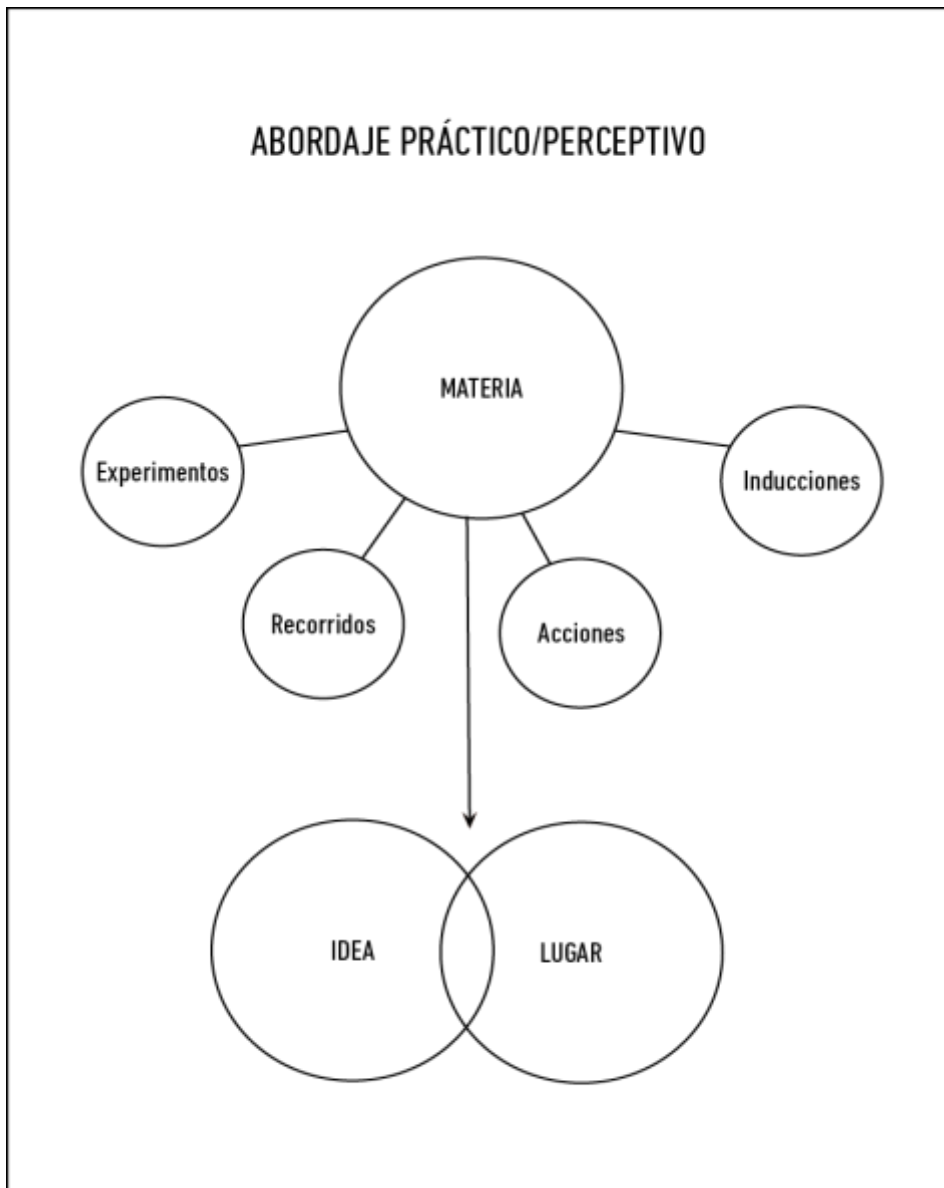 ABORDAJE PRÁCTICO/PERCEPTIVO
MATERIA
Experimentos
Inducciones
Recorridos
Acciones
IDEA
LUGAR